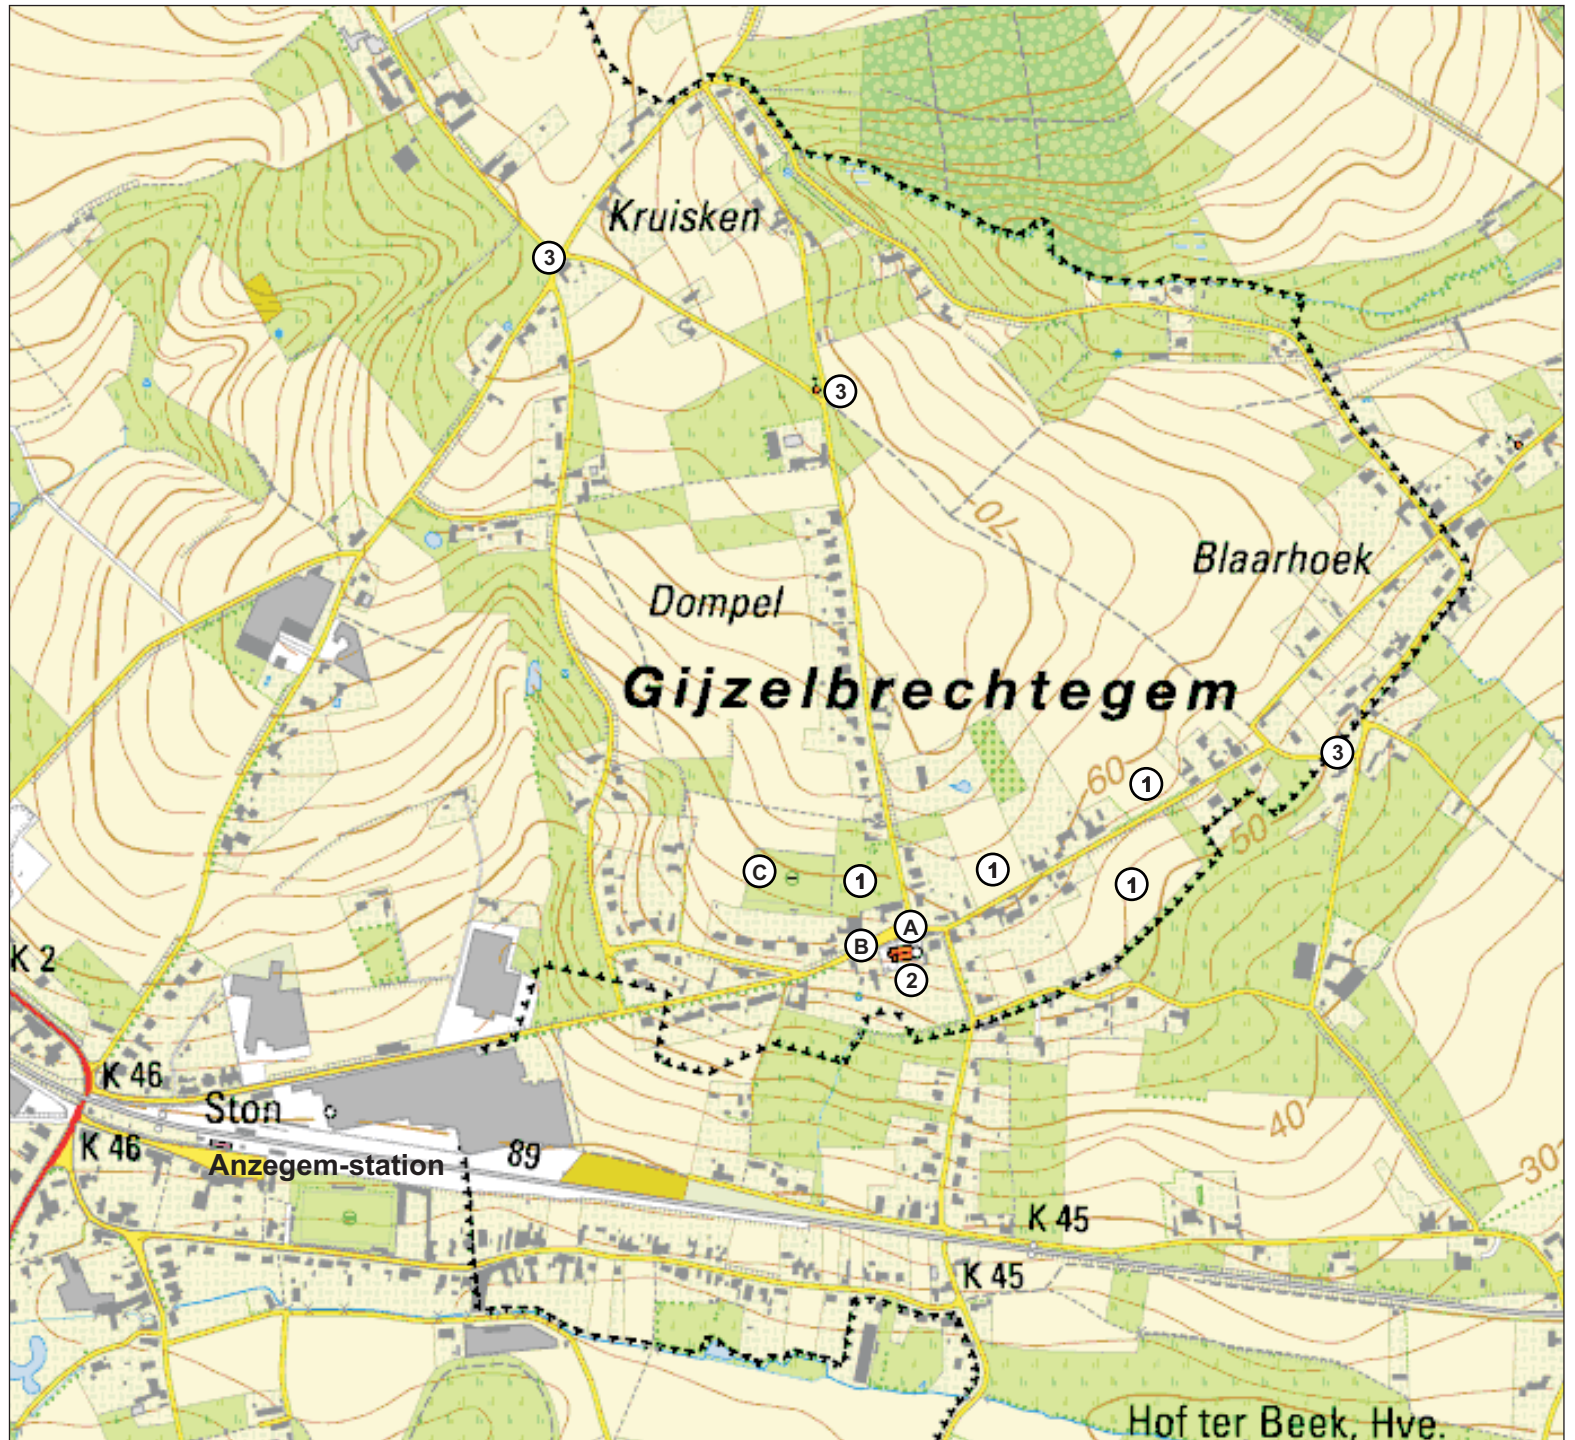 Kruisken
3
3
70
Blaarhoek
Dompel
Gijzelbrechtegem
3
60
1
50
C
1
1
1
A
B
2
K 2
K 46
Ston
40
K 46
Anzegem-station
89
30
K 45
K 45
Hof ter Beek, Hve.